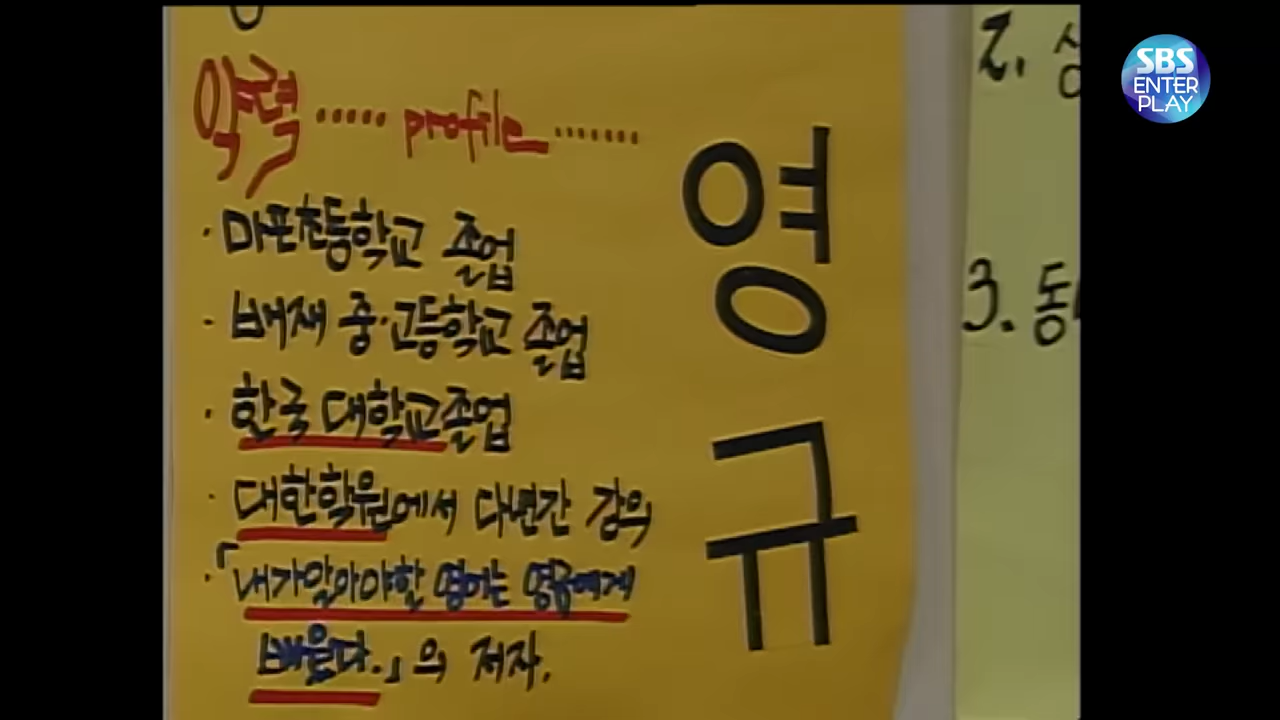 약력 ····· profile ·······
· 마포초등학교 졸업
· 배재 중·고등학교 졸업
· 한국 대학교졸업
· 대한학원에서 다년간 강의
· 「내가알아야할 영어는 영규에게
배웠다.」의 저자.
영규
2.
3.
SBS
ENTER
PLAY